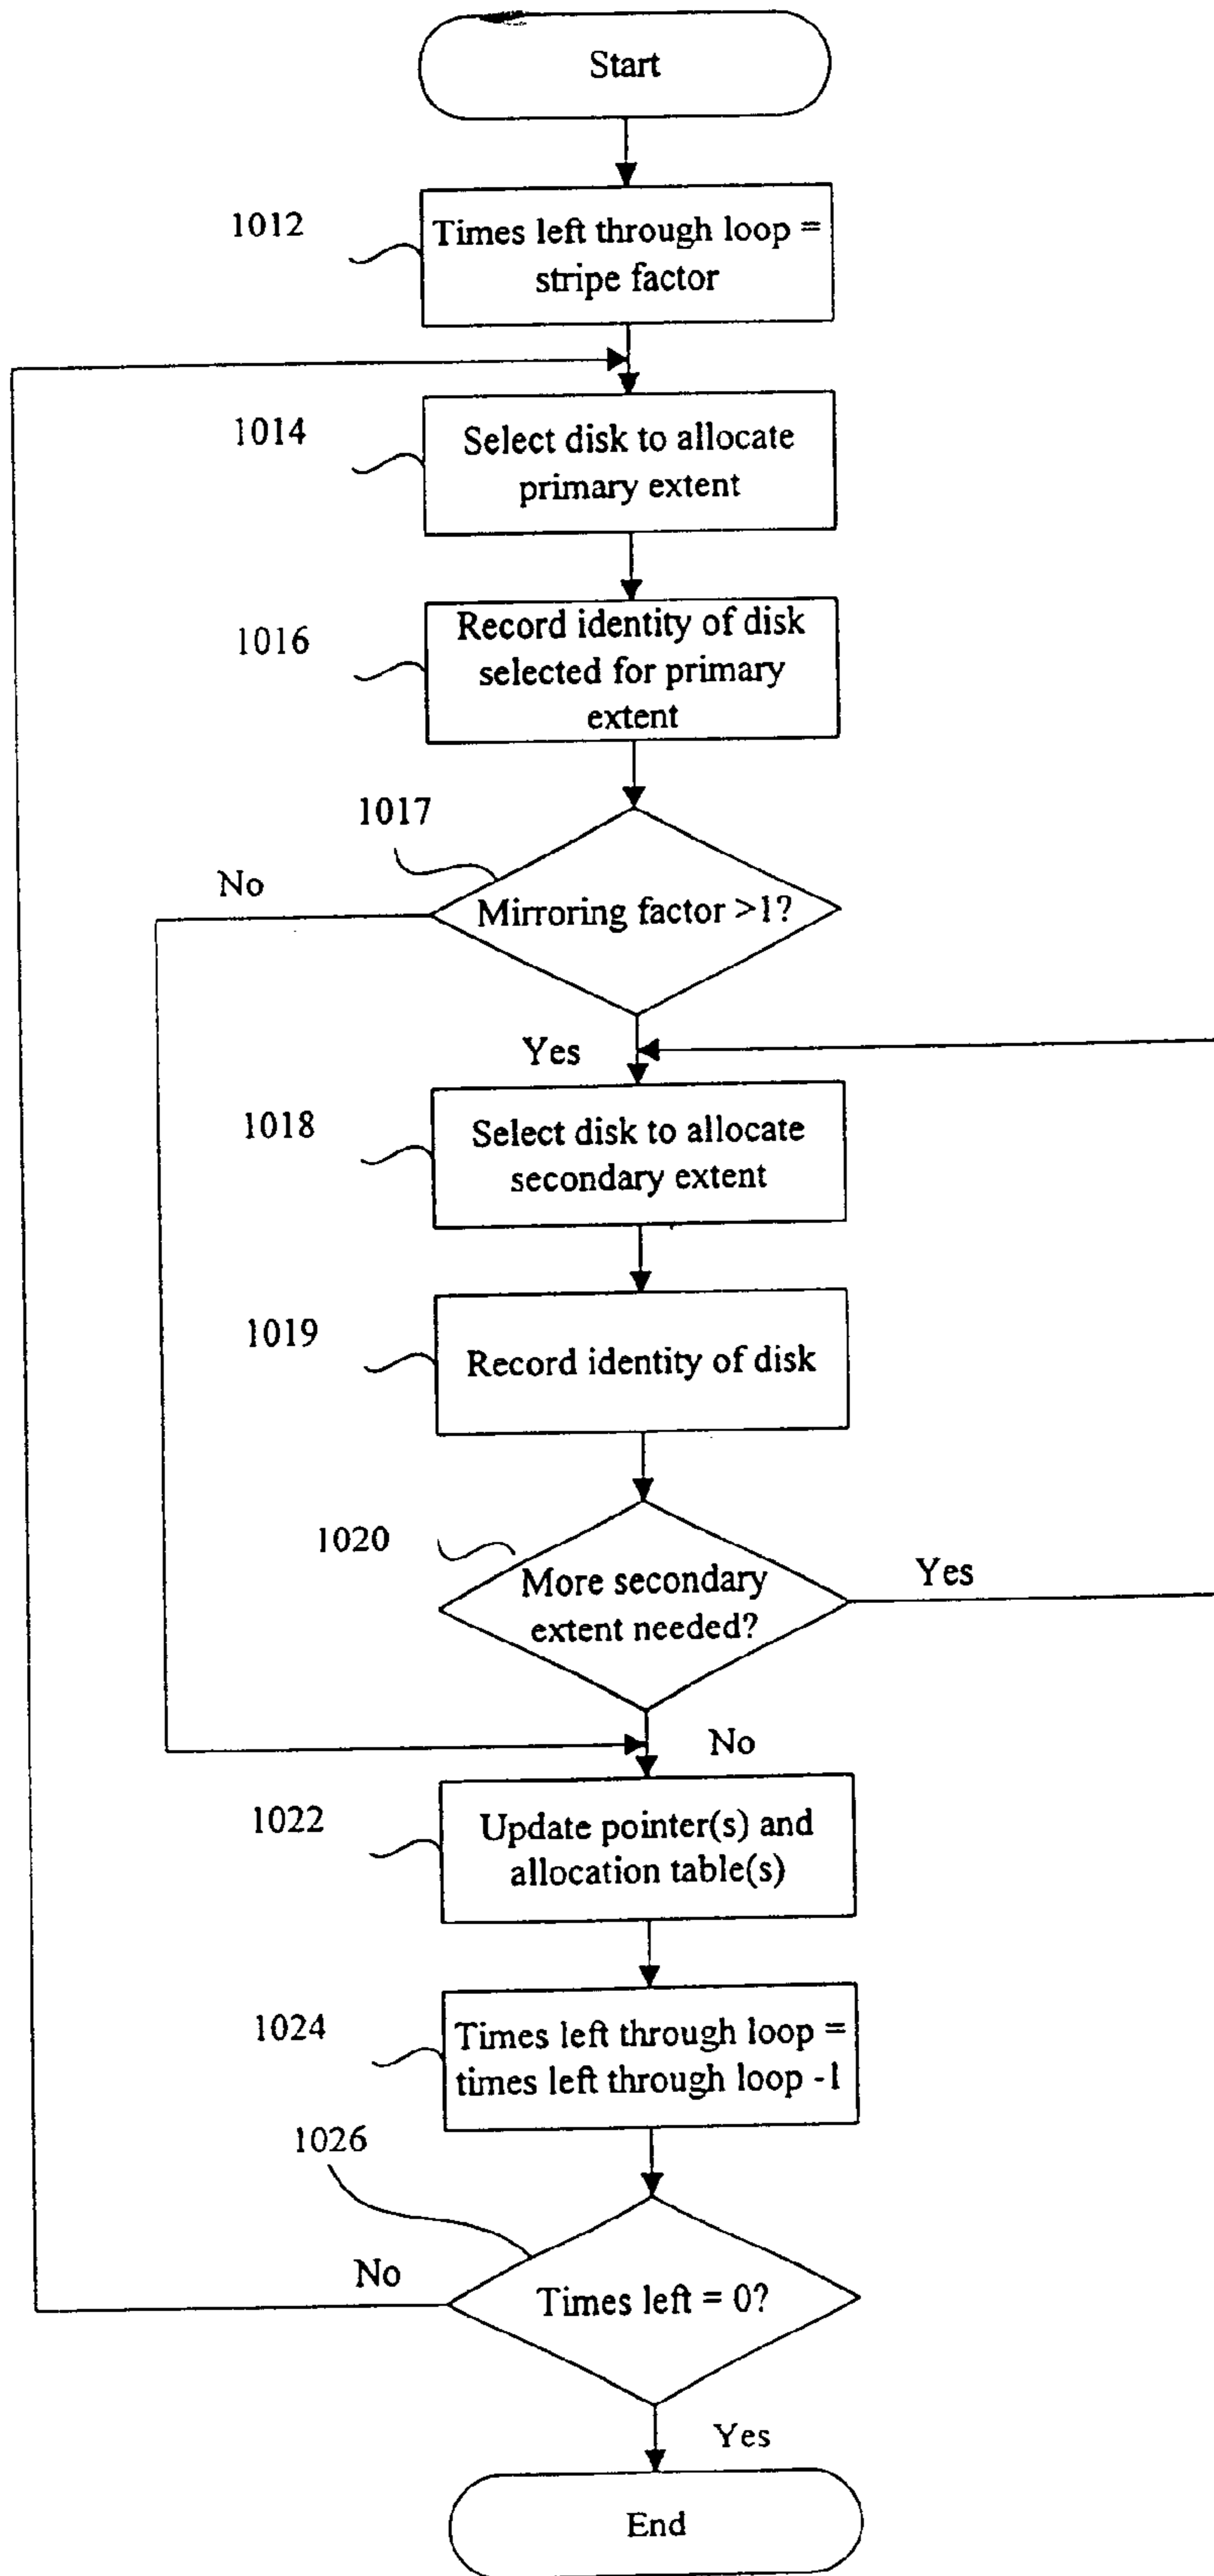 Start
1012
Times left through loop =
stripe factor
1014
Select disk to allocate
primary extent
1016
Record identity of disk
selected for primary
extent
1017
No
Mirroring factor >1?
Yes
1018
Select disk to allocate
secondary extent
1019
Record identity of disk
1020
More secondary
extent needed?
Yes
No
1022
Update pointer(s) and
allocation table(s)
1024
Times left through loop =
times left through loop -1
1026
No
Times left = 0?
Yes
End